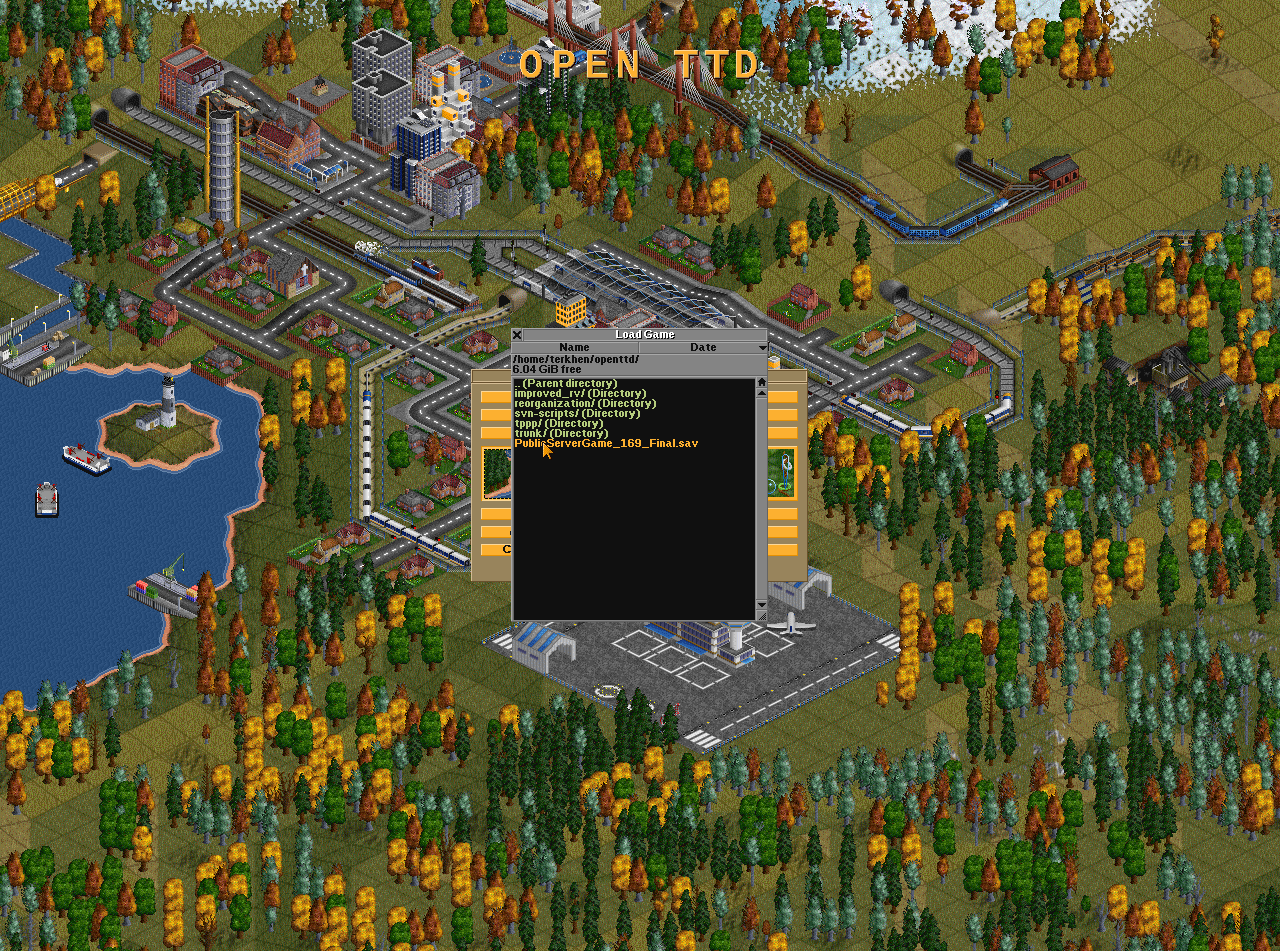 OPEN TTD
Load Game
Name Date
/home/terkhen/openttd/
6.04 GiB free
.. (Parent directory)
improved_rv/ (Directory)
reorganization/ (Directory)
svn-scripts/ (Directory)
tppp/ (Directory)
trunk/ (Directory)
PublicServerGame_169_Final.sav
C